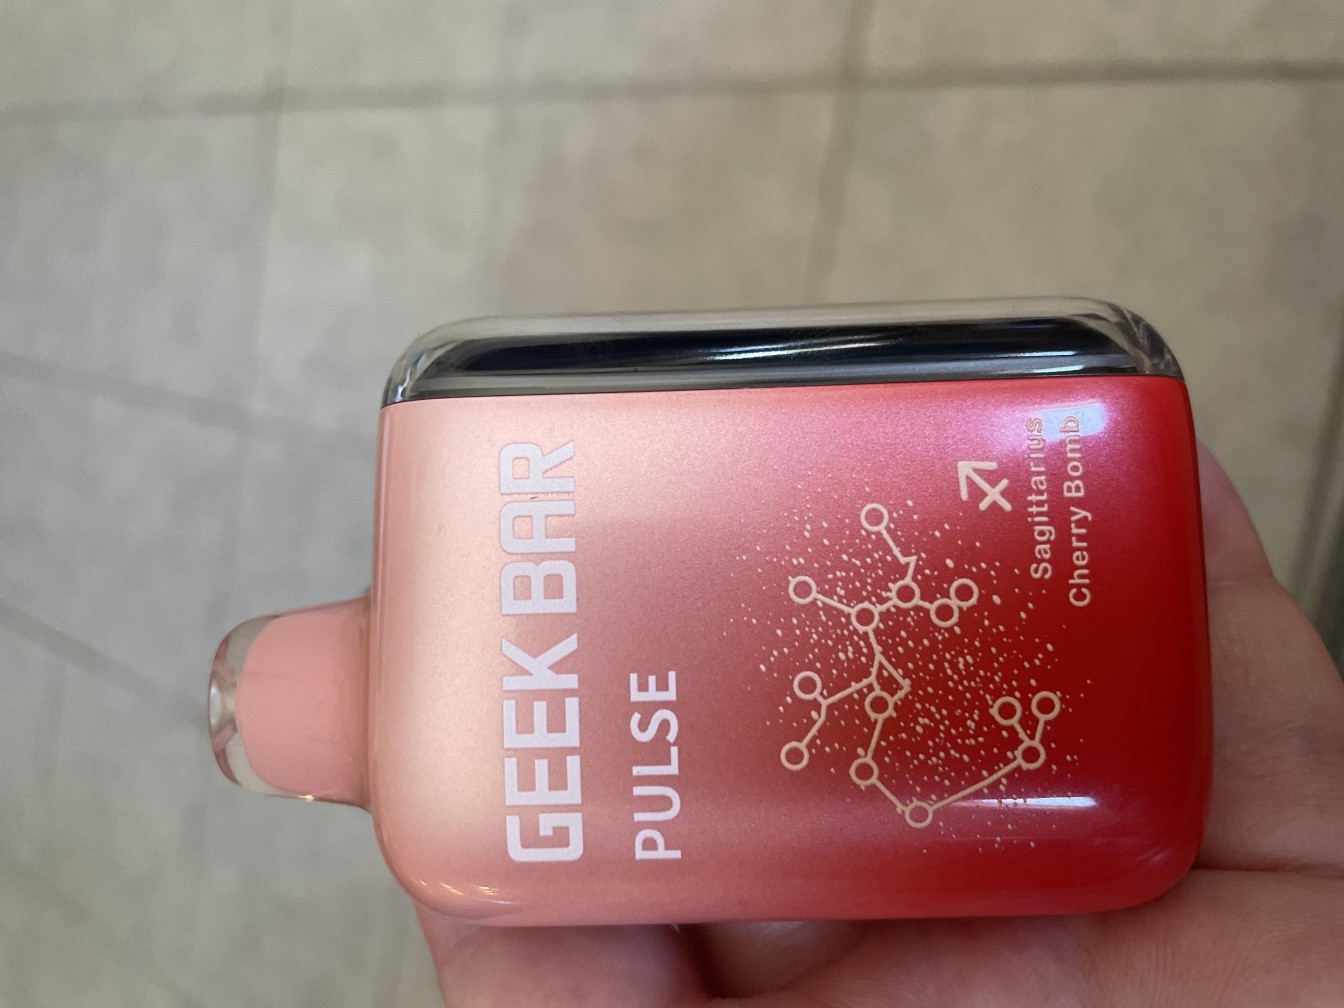 GEEK BAR
PULSE
Sagittarius
Cherry Bomb